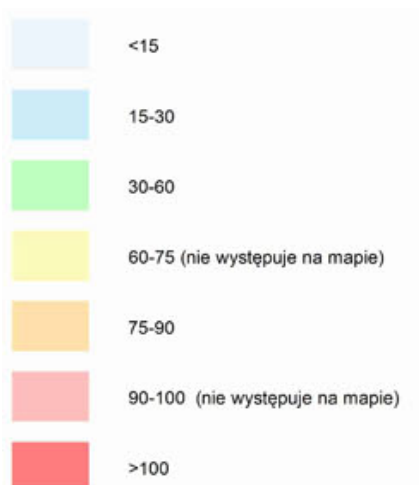 <15
15-30
30-60
60-75 (nie występuje na mapie)
75-90
90-100 (nie występuje na mapie)
>100